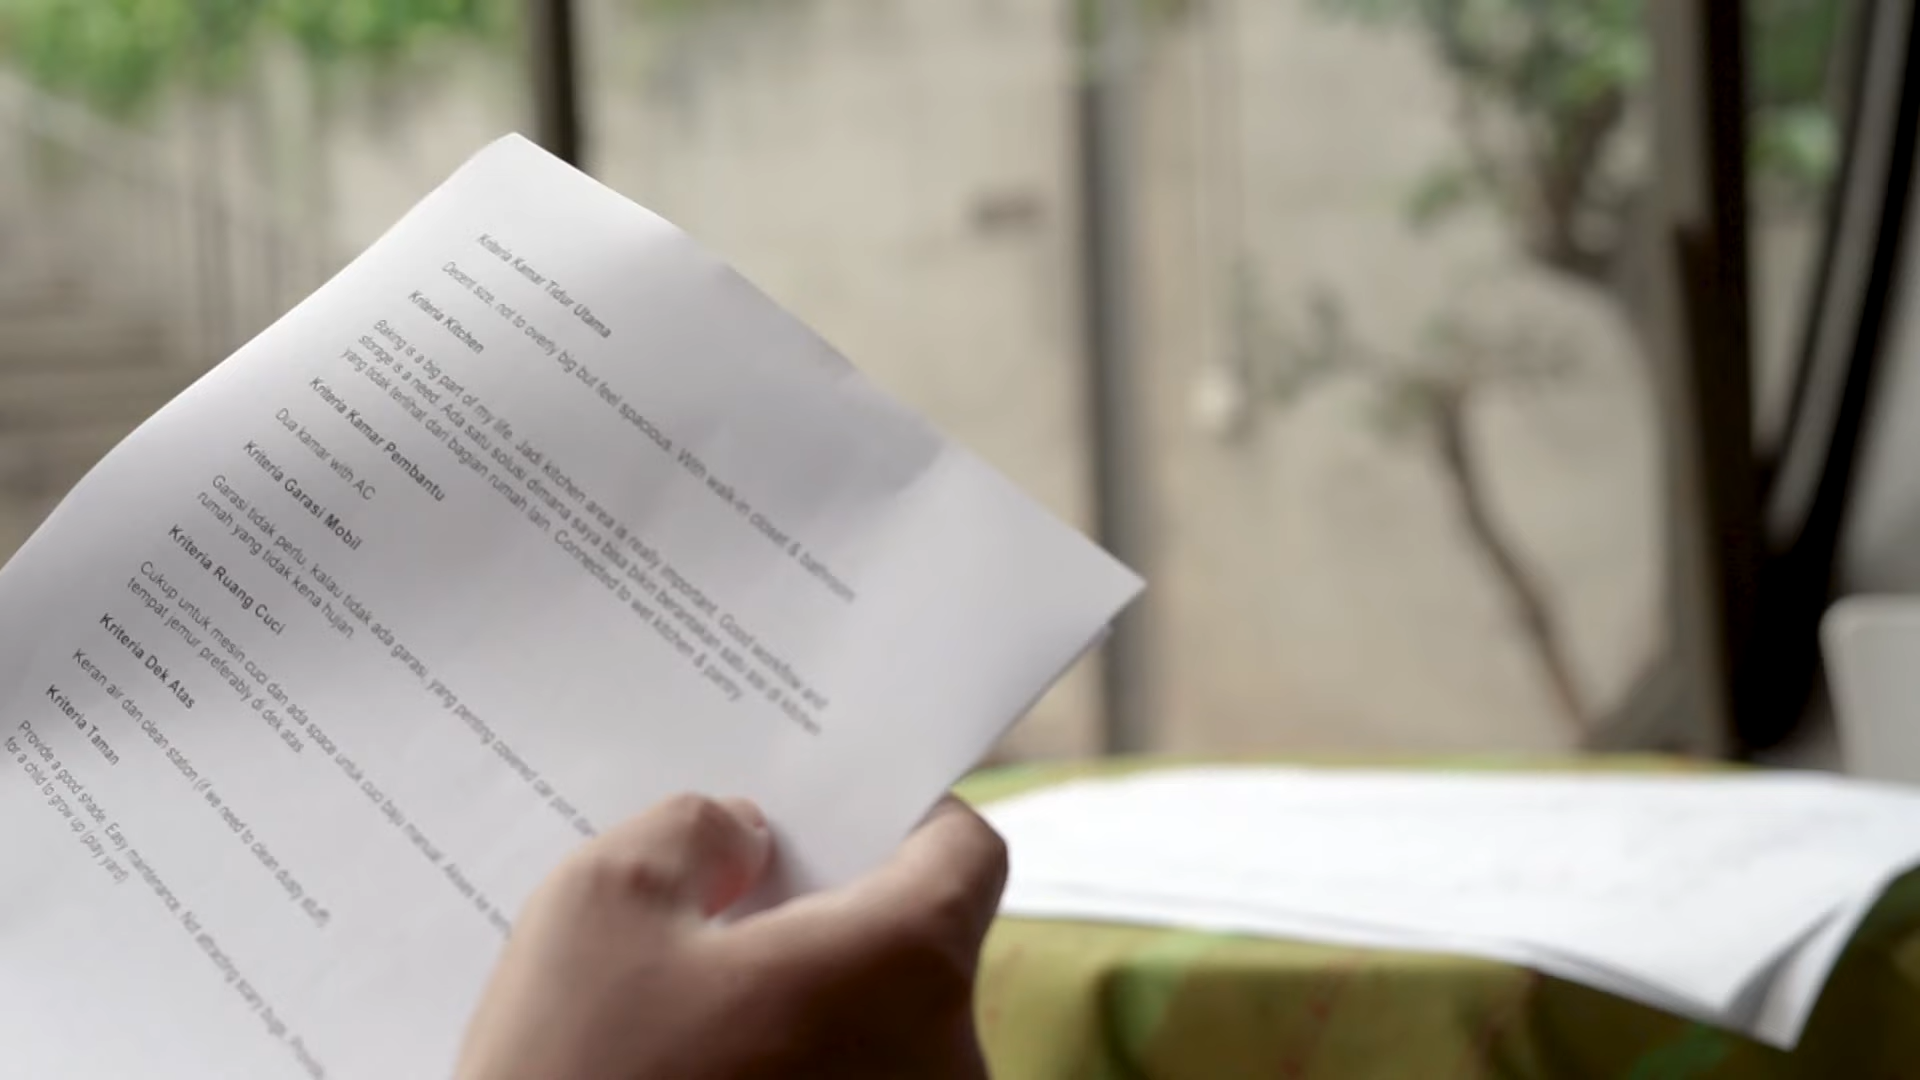 Kriteria Kamar Tidur Utama
Decent size, not to overly big but feel spacious. With walk-in closet & bathroom
Kriteria Kitchen
Baking is a big part of my life. Jadi kitchen area is really important. Good workflow and
storage is a need. Ada satu solusi dimana saya bisa bikin berantakan satu sisi di kitchen
yang tidak terlihat dari bagian rumah lain. Connected to wet kitchen & pantry
Kriteria Kamar Pembantu
Dua kamar with AC
Kriteria Garasi Mobil
Garasi tidak perlu, kalau tidak ada garasi, yang penting covered car port dan
rumah yang tidak kena hujan.
Kriteria Ruang Cuci
Cukup untuk mesin cuci dan ada space untuk cuci baju manual. Akses ke
tempat jemur preferably di dek atas
Kriteria Dek Atas
Keran air dan clean station (if we need to clean dusty stuff)
Kriteria Taman
Provide a good shade. Easy maintenance. Not attracting scary bugs.
for a child to grow up (play yard)